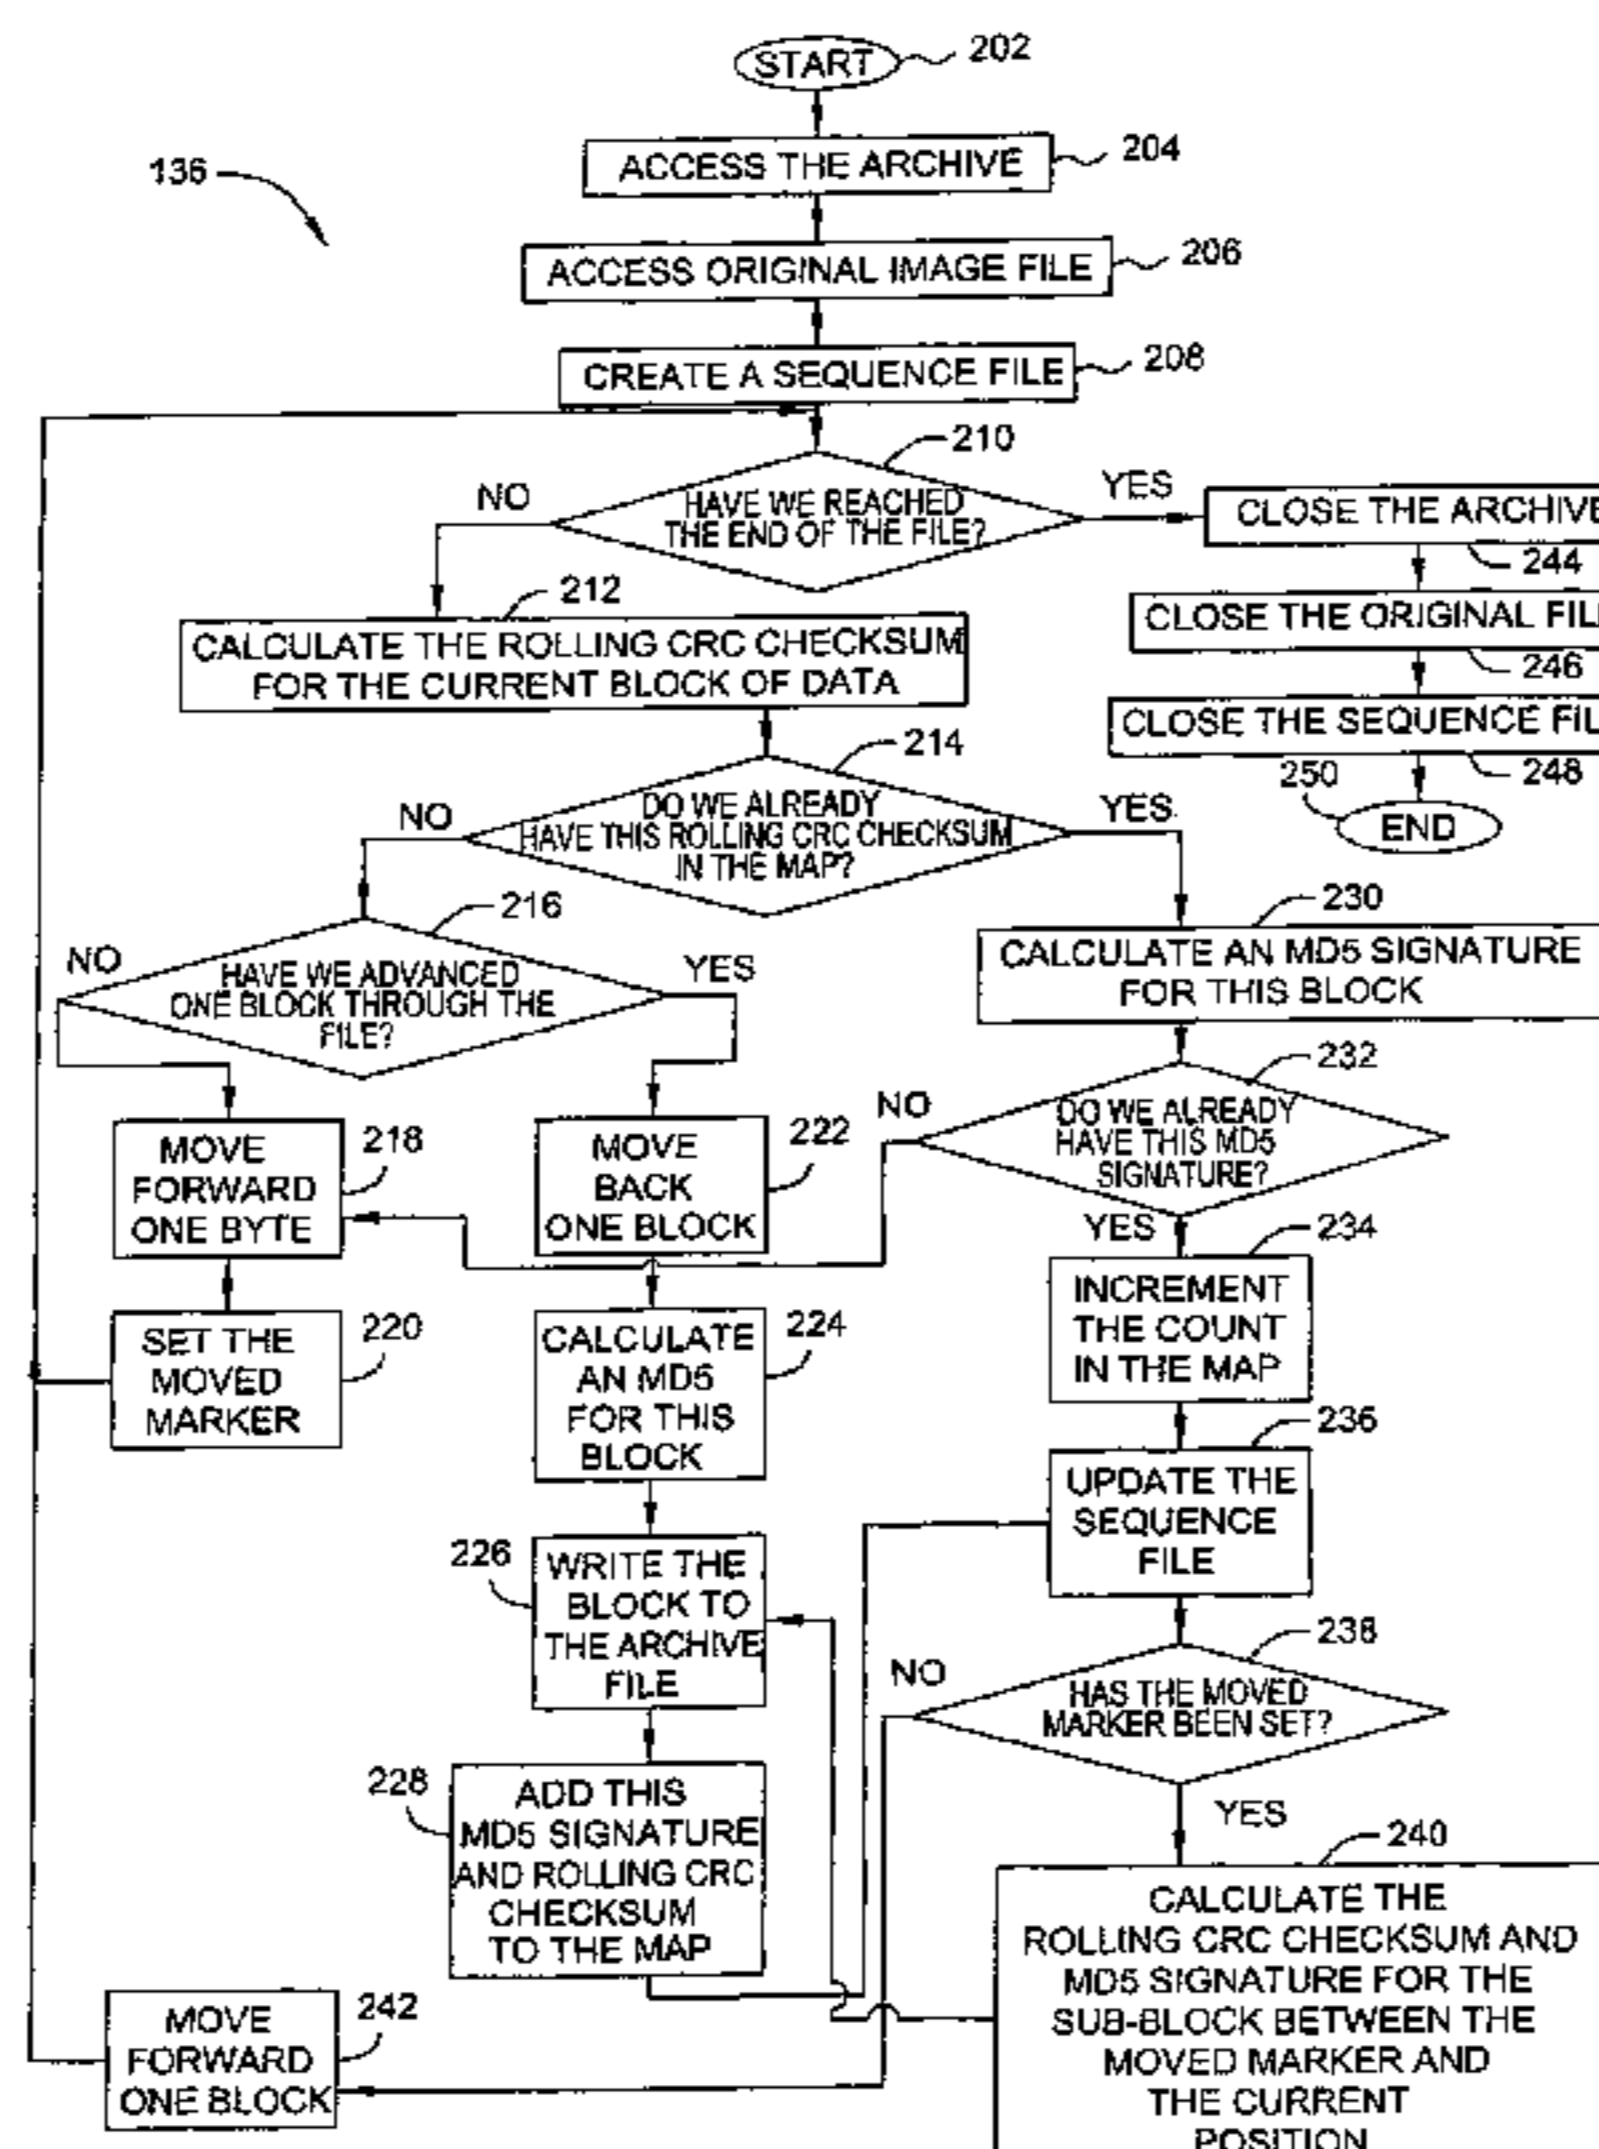 START
202
ACCESS THE ARCHIVE
204
136
ACCESS ORIGINAL IMAGE FILE
206
CREATE A SEQUENCE FILE
208
210
HAVE WE REACHED
THE END OF THE FILE?
NO
YES
CLOSE THE ARCHIVE
244
CLOSE THE ORIGINAL FIL
246
CLOSE THE SEQUENCE FIL
248
250
END
212
CALCULATE THE ROLLING CRC CHECKSUM
FOR THE CURRENT BLOCK OF DATA
214
DO WE ALREADY
HAVE THIS ROLLING CRC CHECKSUM
IN THE MAP?
NO
YES
216
HAVE WE ADVANCED
ONE BLOCK THROUGH THE
FILE?
NO
YES
230
CALCULATE AN MD5 SIGNATURE
FOR THIS BLOCK
232
DO WE ALREADY
HAVE THIS MD5
SIGNATURE?
NO
YES
MOVE
FORWARD
ONE BYTE
218
MOVE
BACK
ONE BLOCK
222
234
INCREMENT
THE COUNT
IN THE MAP
SET THE
MOVED
MARKER
220
CALCULATE
AN MD5
FOR THIS
BLOCK
224
236
UPDATE THE
SEQUENCE
FILE
226
WRITE THE
BLOCK TO
THE ARCHIVE
FILE
238
HAS THE MOVED
MARKER BEEN SET?
NO
YES
228
ADD THIS
MD5 SIGNATURE
AND ROLLING CRC
CHECKSUM
TO THE MAP
240
CALCULATE THE
ROLLING CRC CHECKSUM AND
MD5 SIGNATURE FOR THE
SUB-BLOCK BETWEEN THE
MOVED MARKER AND
THE CURRENT
POSITION
MOVE
FORWARD
ONE BLOCK
242